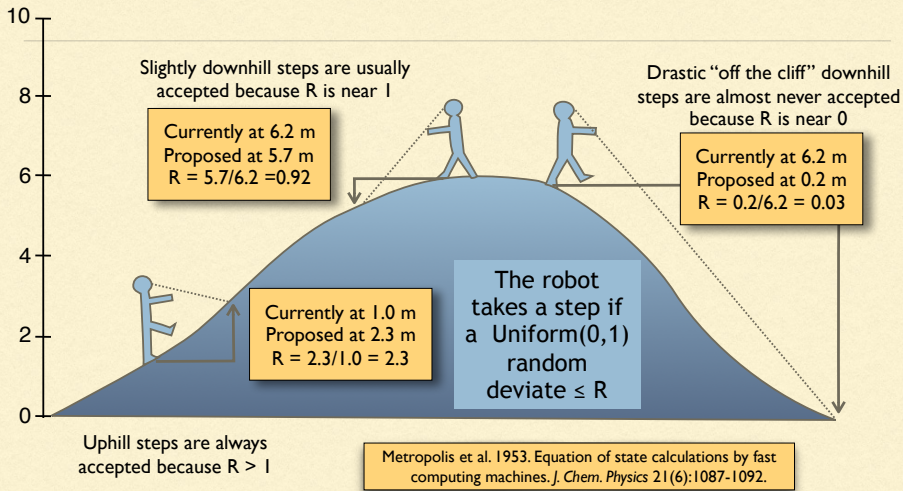 10
8
6
4
2
0
Slightly downhill steps are usually
accepted because R is near 1
Currently at 6.2 m
Proposed at 5.7 m
R = 5.7/6.2 =0.92
Drastic “off the cliff” downhill
steps are almost never accepted
because R is near 0
Currently at 6.2 m
Proposed at 0.2 m
R = 0.2/6.2 = 0.03
Currently at 1.0 m
Proposed at 2.3 m
R = 2.3/1.0 = 2.3
The robot
takes a step if
a Uniform(0,1)
random
deviate ≤ R
Uphill steps are always
accepted because R > 1
Metropolis et al. 1953. Equation of state calculations by fast
computing machines. J. Chem. Physics 21(6):1087-1092.